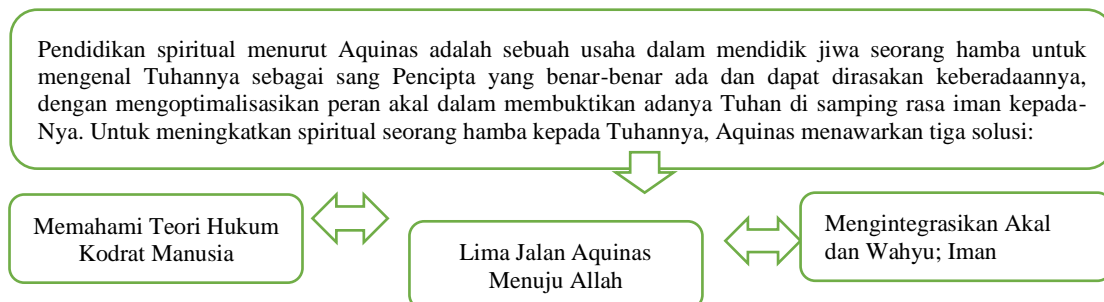 Pendidikan spiritual menurut Aquinas adalah sebuah usaha dalam mendidik jiwa seorang hamba untuk
mengenal Tuhannya sebagai sang Pencipta yang benar-benar ada dan dapat dirasakan keberadaannya,
dengan mengoptimalisasikan peran akal dalam membuktikan adanya Tuhan di samping rasa iman kepada-
Nya. Untuk meningkatkan spiritual seorang hamba kepada Tuhannya, Aquinas menawarkan tiga solusi:
Memahami Teori Hukum
Kodrat Manusia
Lima Jalan Aquinas
Menuju Allah
Mengintegrasikan Akal
dan Wahyu; Iman